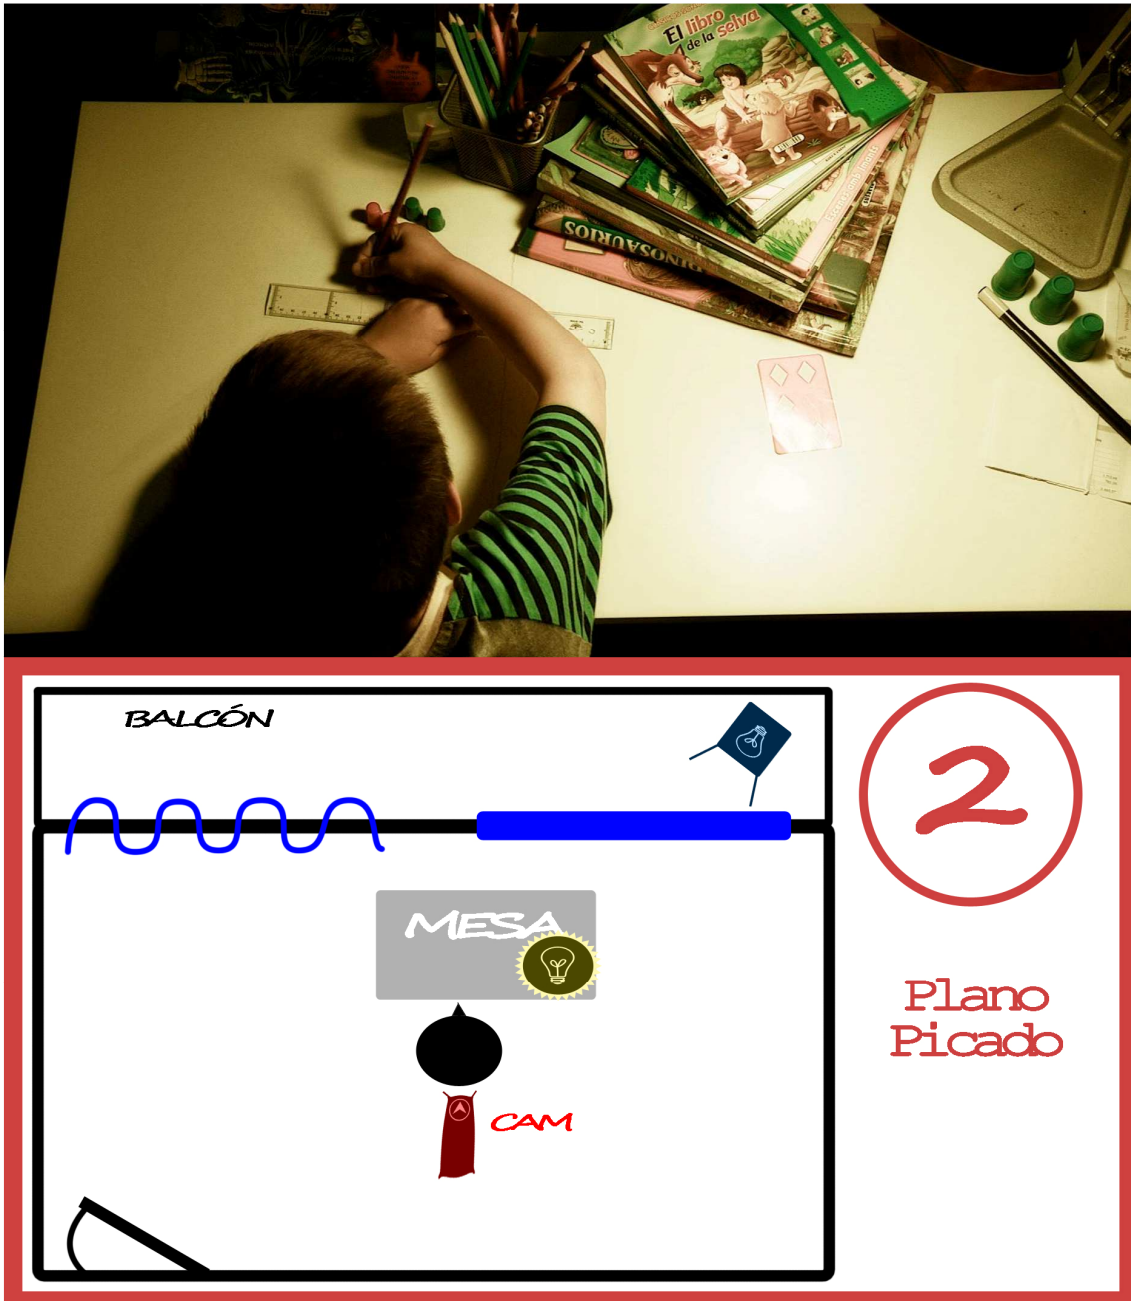 El libro
de la selva
DINOSAURIOS
BALCÓN
2
MESA
Plano
Picado
CAM